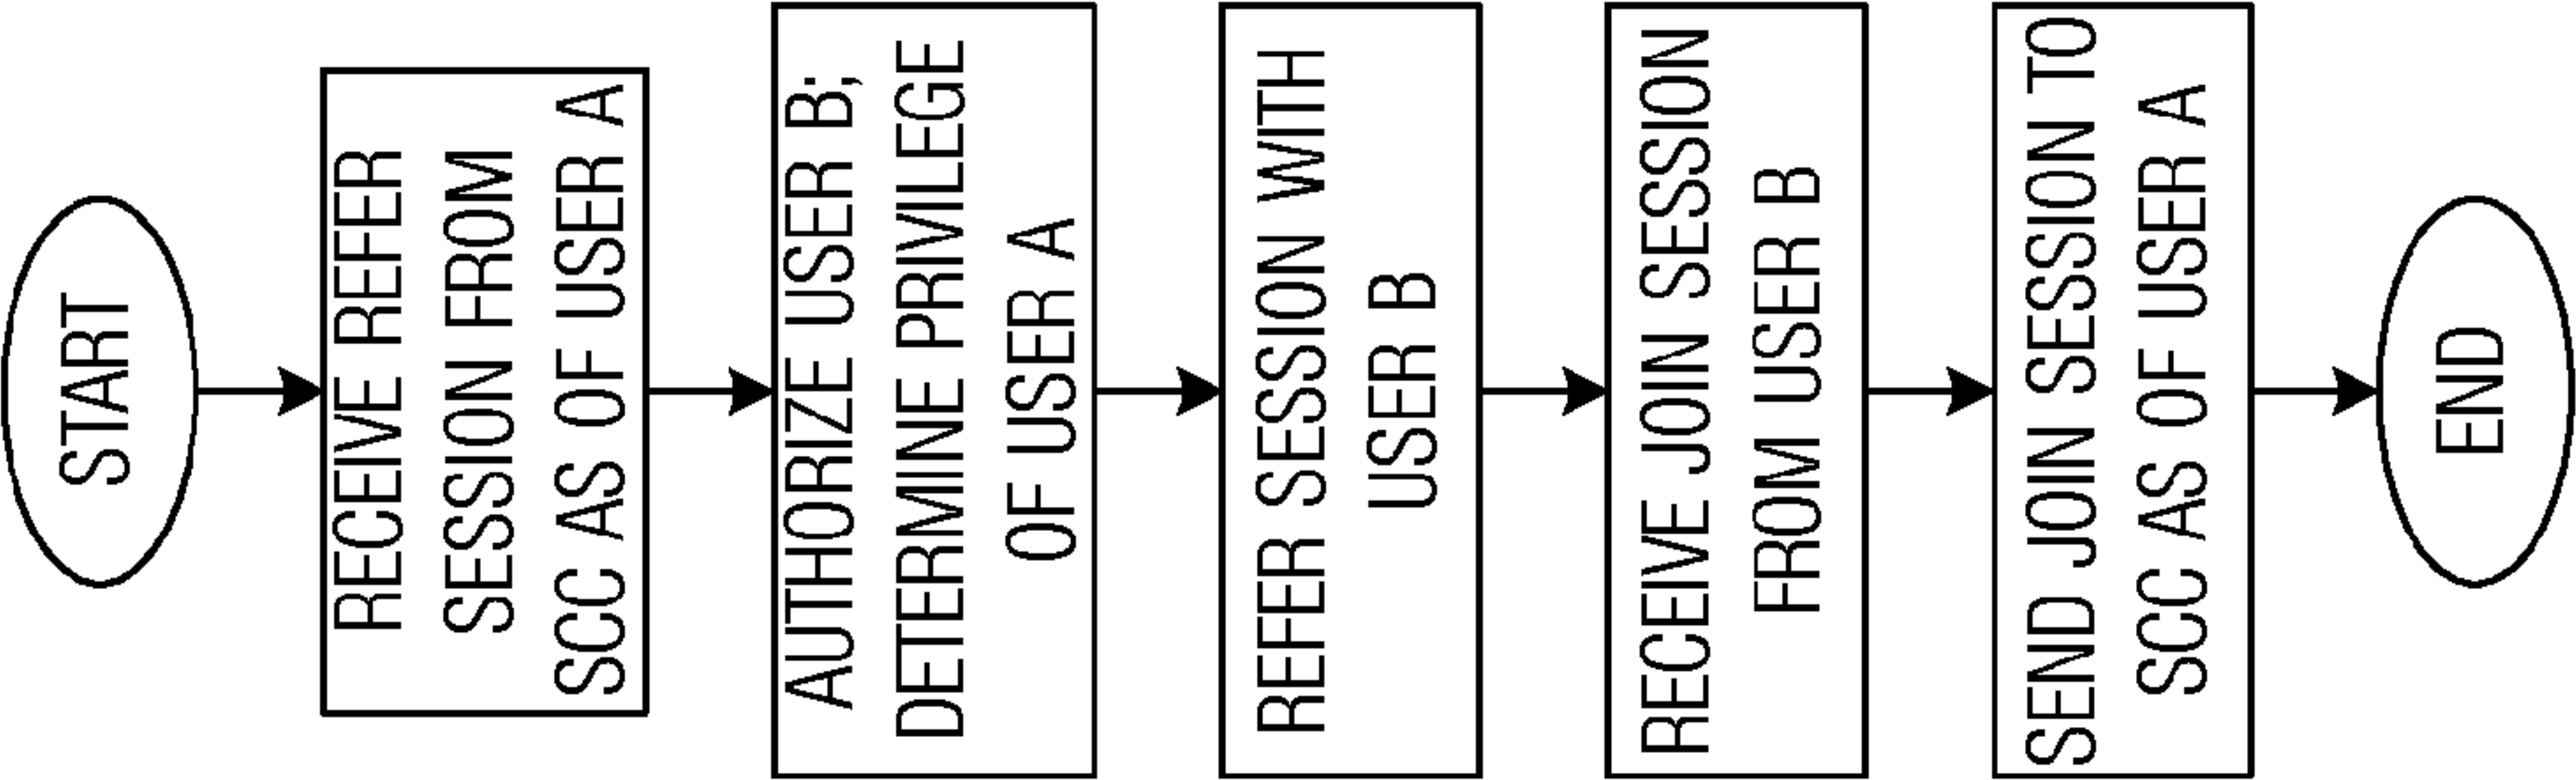 START
RECEIVE REFER
SESSION FROM
SCC AS OF USER A
AUTHORIZE USER B;
DETERMINE PRIVILEGE
OF USER A
REFER SESSION WITH
USER B
RECEIVE JOIN SESSION
FROM USER B
SEND JOIN SESSION TO
SCC AS OF USER A
END